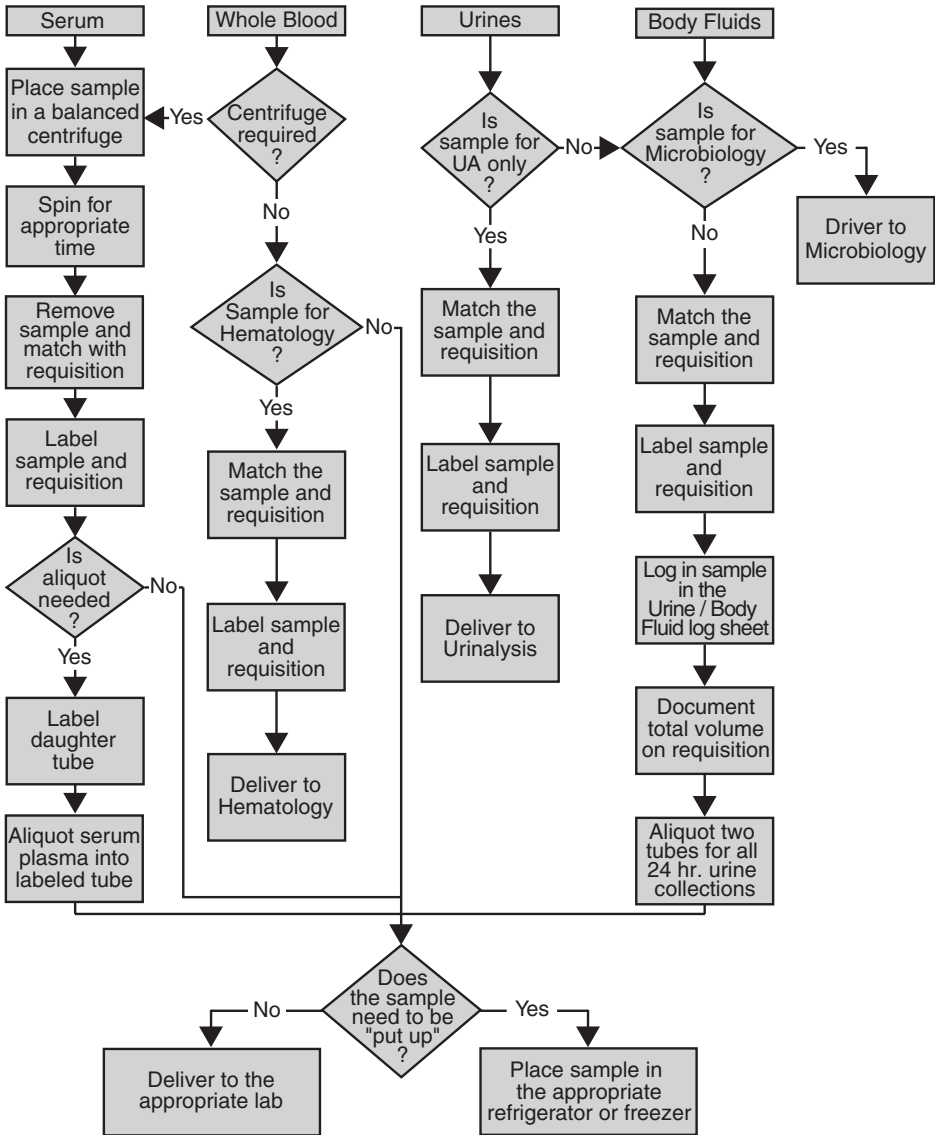 Serum
Place sample
in a balanced
centrifuge
Spin for
appropriate
time
Remove
sample and
match with
requisition
Label
sample and
requisition
Is
aliquot
needed
?
No
Yes
Label
daughter
tube
Aliquot serum
plasma into
labeled tube
Whole Blood
Centrifuge
required
?
Yes
No
Is
Sample for
Hematology
?
No
Yes
Match the
sample and
requisition
Label sample
and
requisition
Deliver to
Hematology
Urines
Is
sample for
UA only
?
No
Yes
Match the
sample and
requisition
Label sample
and
requisition
Deliver to
Urinalysis
Body Fluids
Is
sample for
Microbiology
?
Yes
Driver to
Microbiology
No
Match the
sample and
requisition
Label sample
and
requisition
Log in sample
in the
Urine / Body
Fluid log sheet
Document
total volume
on requisition
Aliquot two
tubes for all
24 hr. urine
collections
Does
the sample
need to be
"put up"
?
No
Yes
Deliver to the
appropriate lab
Place sample in
the appropriate
refrigerator or freezer